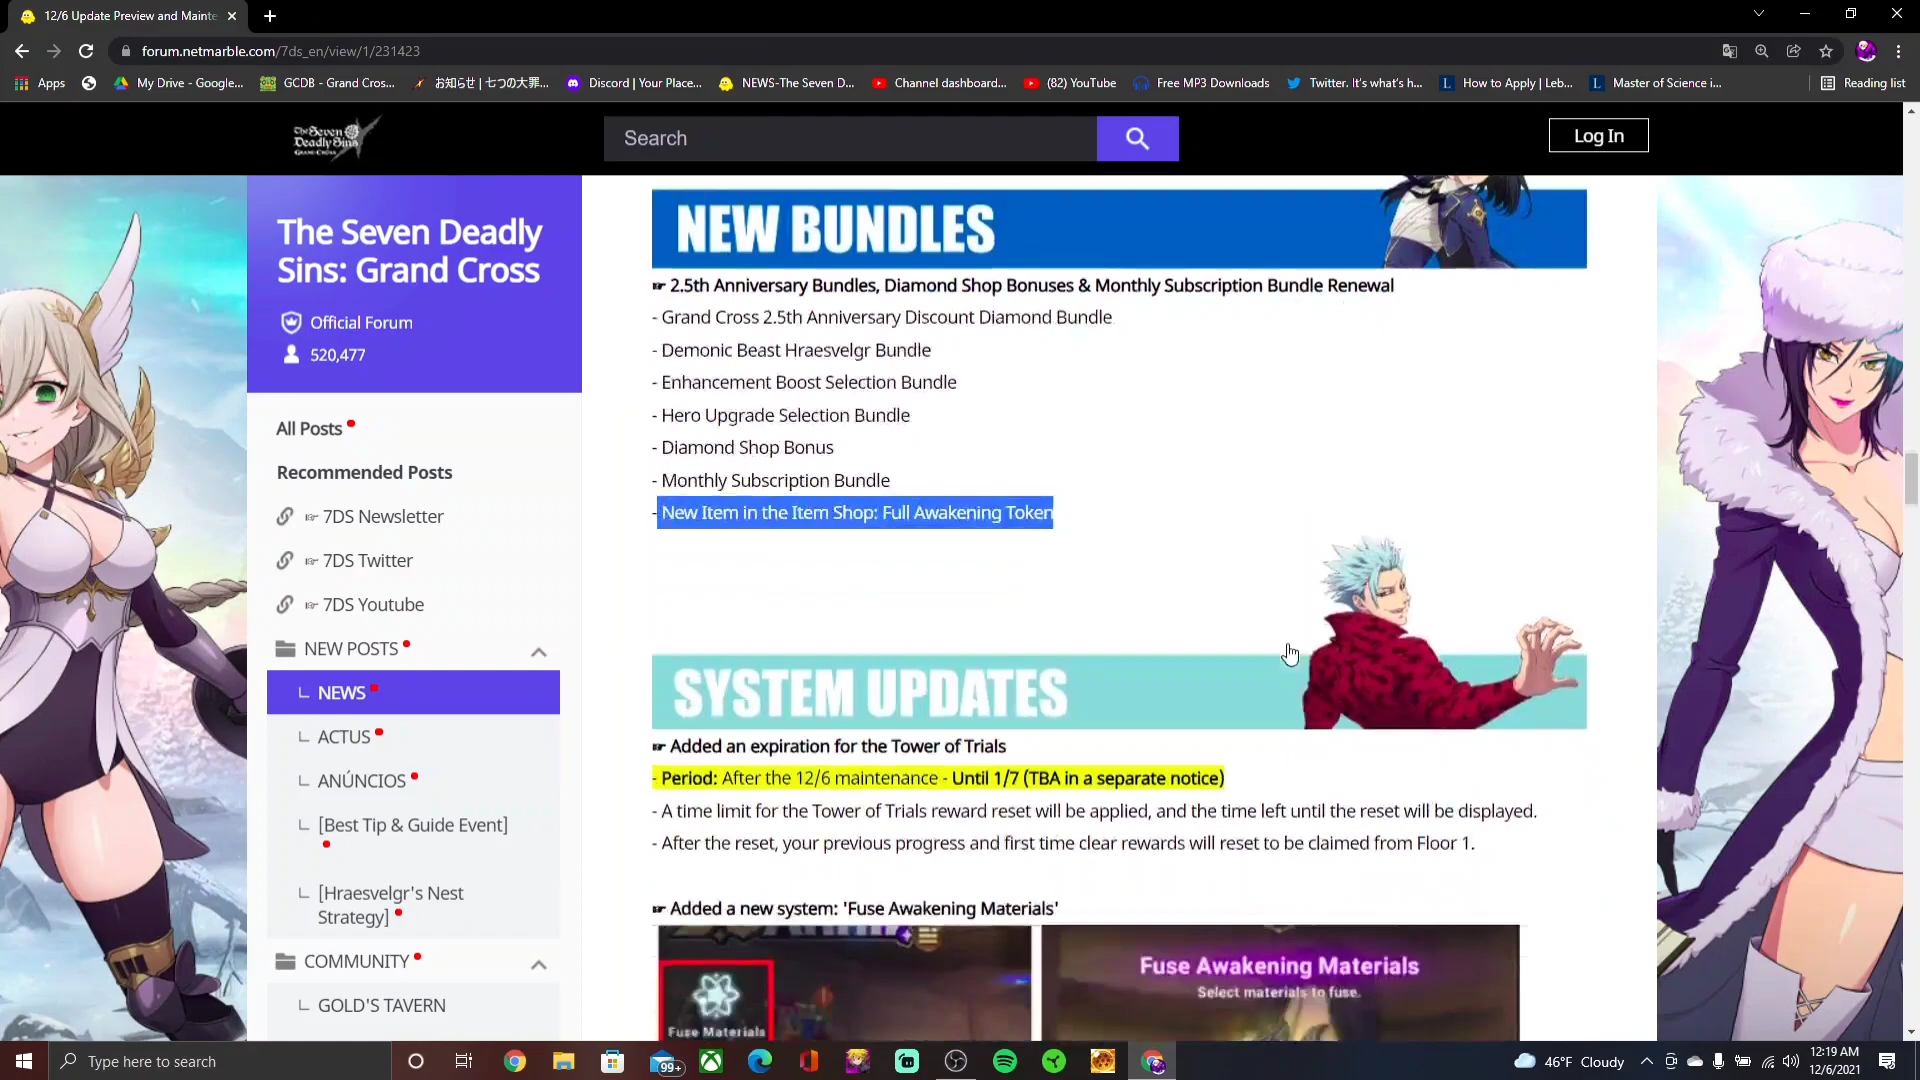 12/6 Update Preview and Mainte
forum.netmarble.com/7ds_en/view/1/231423
Apps
My Drive - Google...
GCDB - Grand Cros...
お知らせ | 七つの大罪...
Discord | Your Place...
NEWS-The Seven D...
Channel dashboard...
(82) YouTube
Free MP3 Downloads
Twitter. It's what's h...
L How to Apply | Leb...
L Master of Science i...
Reading list
The Seven
Deadly Sins
GRAND CROSS
Search
Log In
The Seven Deadly
Sins: Grand Cross
Official Forum
520,477
All Posts
Recommended Posts
☞ 7DS Newsletter
☞ 7DS Twitter
☞ 7DS Youtube
NEW POSTS
NEWS
ACTUS
ANÚNCIOS
[Best Tip & Guide Event]
[Hraesvelgr's Nest
Strategy]
COMMUNITY
GOLD'S TAVERN
NEW BUNDLES
☞ 2.5th Anniversary Bundles, Diamond Shop Bonuses & Monthly Subscription Bundle Renewal
- Grand Cross 2.5th Anniversary Discount Diamond Bundle
- Demonic Beast Hraesvelgr Bundle
- Enhancement Boost Selection Bundle
- Hero Upgrade Selection Bundle
- Diamond Shop Bonus
- Monthly Subscription Bundle
- New Item in the Item Shop: Full Awakening Token
SYSTEM UPDATES
☞ Added an expiration for the Tower of Trials
- Period: After the 12/6 maintenance - Until 1/7 (TBA in a separate notice)
- A time limit for the Tower of Trials reward reset will be applied, and the time left until the reset will be displayed.
- After the reset, your previous progress and first time clear rewards will reset to be claimed from Floor 1.
☞ Added a new system: 'Fuse Awakening Materials'
Fuse Materials
Fuse Awakening Materials
Select materials to fuse.
Type here to search
99+
46°F Cloudy
12:19 AM
12/6/2021